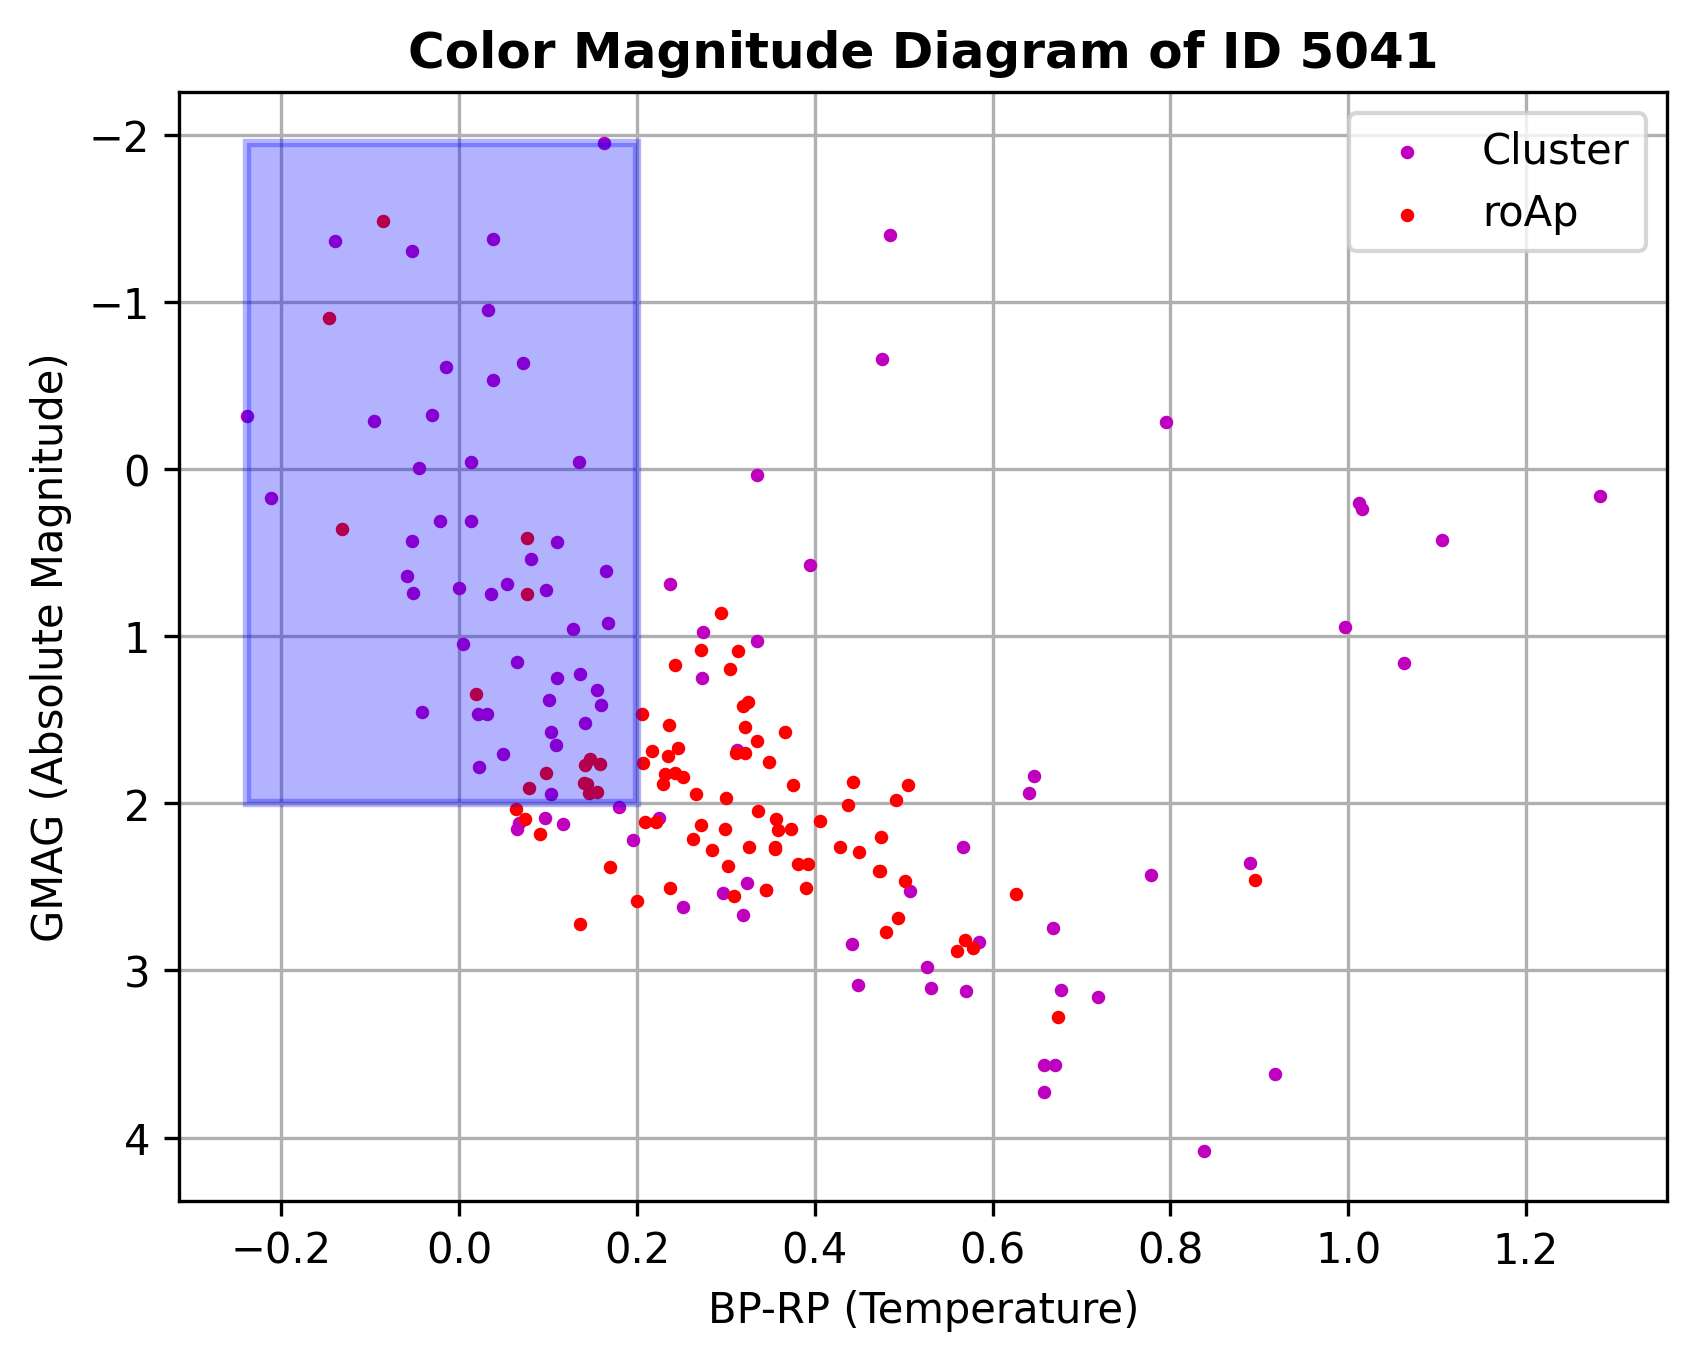 Color Magnitude Diagram of ID 5041
Cluster
roAp
−2
−1
0
1
2
3
4
GMAG (Absolute Magnitude)
−0.2 0.0 0.2 0.4 0.6 0.8 1.0 1.2
BP-RP (Temperature)